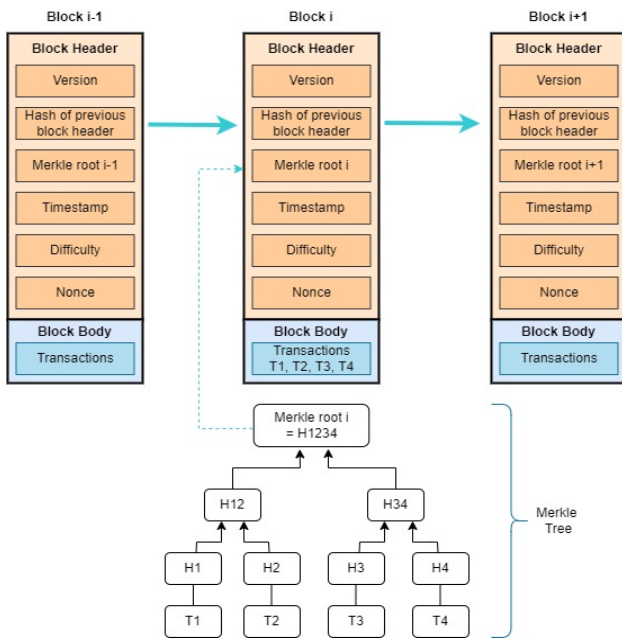 Block i-1
Block Header
Version
Hash of previous
block header
Merkle root i-1
Timestamp
Difficulty
Nonce
Block Body
Transactions
Block i
Block Header
Version
Hash of previous
block header
Merkle root i
Timestamp
Difficulty
Nonce
Block Body
Transactions
T1, T2, T3, T4
Block i+1
Block Header
Version
Hash of previous
block header
Merkle root i+1
Timestamp
Difficulty
Nonce
Block Body
Transactions
Merkle root i
= H1234
H12
H34
H1
H2
H3
H4
T1
T2
T3
T4
Merkle
Tree